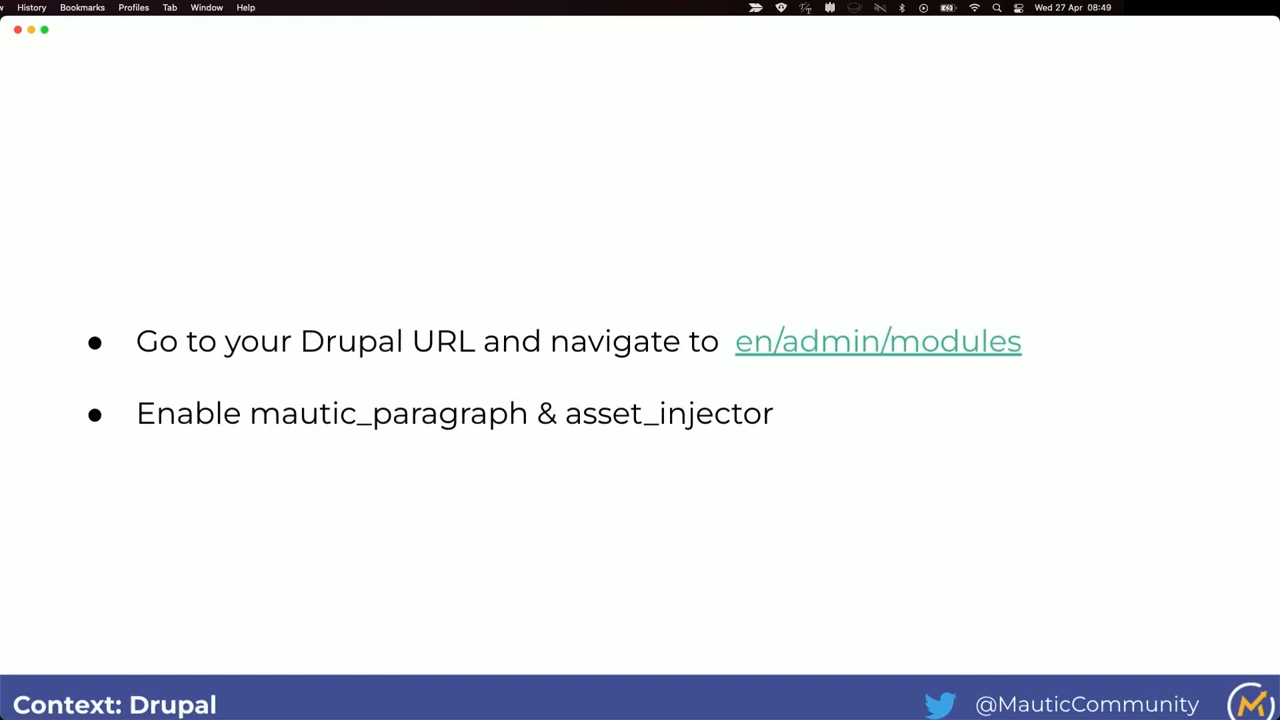 History Bookmarks Profiles Tab Window Help Wed 27 Apr 08:49
● Go to your Drupal URL and navigate to en/admin/modules
● Enable mautic_paragraph & asset_injector
Context: Drupal @MauticCommunity